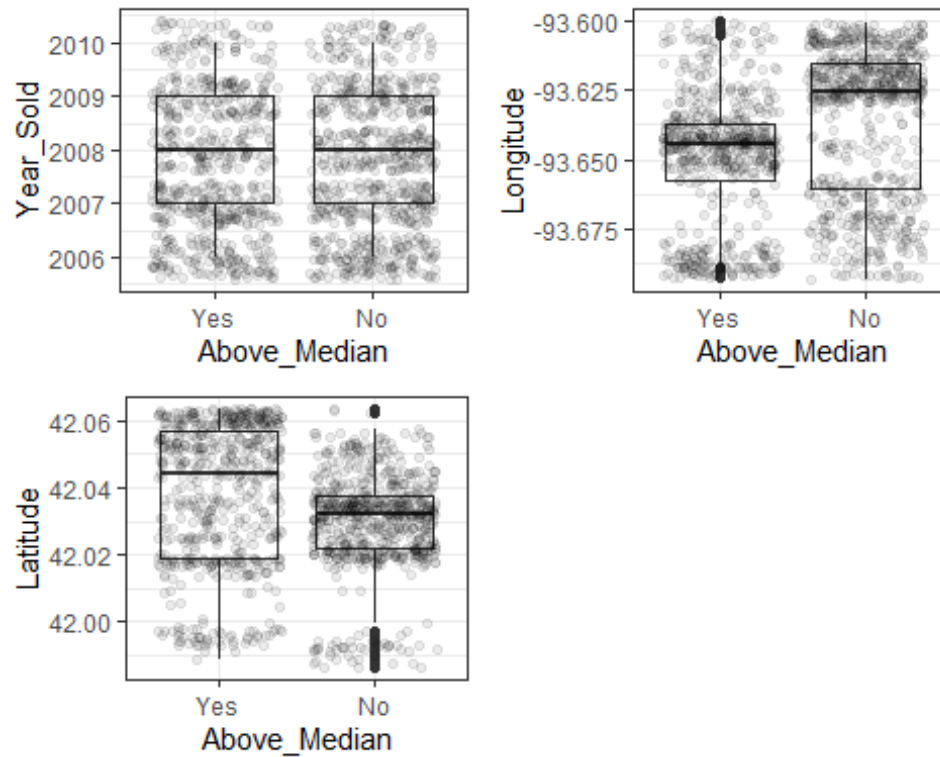 2010
2009
2008
2007
2006
Year_Sold
Yes No
Above_Median
-93.600
-93.625
-93.650
-93.675
Longitude
Yes No
Above_Median
42.06
42.04
42.02
42.00
Latitude
Yes No
Above_Median